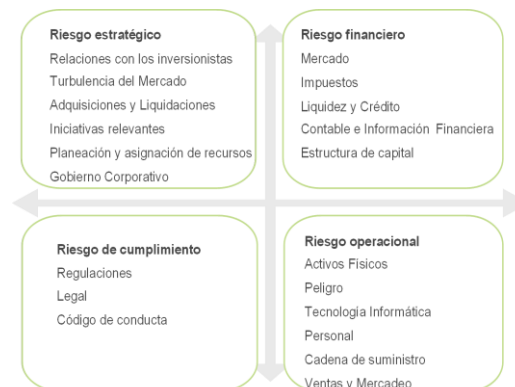 Riesgo estratégico
Relaciones con los inversionistas
Turbulencia del Mercado
Adquisiciones y Liquidaciones
Iniciativas relevantes
Planeación y asignación de recursos
Gobierno Corporativo
Riesgo financiero
Mercado
Impuestos
Liquidez y Crédito
Contable e Información Financiera
Estructura de capital
Riesgo de cumplimiento
Regulaciones
Legal
Código de conducta
Riesgo operacional
Activos Físicos
Peligro
Tecnología Informática
Personal
Cadena de suministro
Ventas y Mercadeo